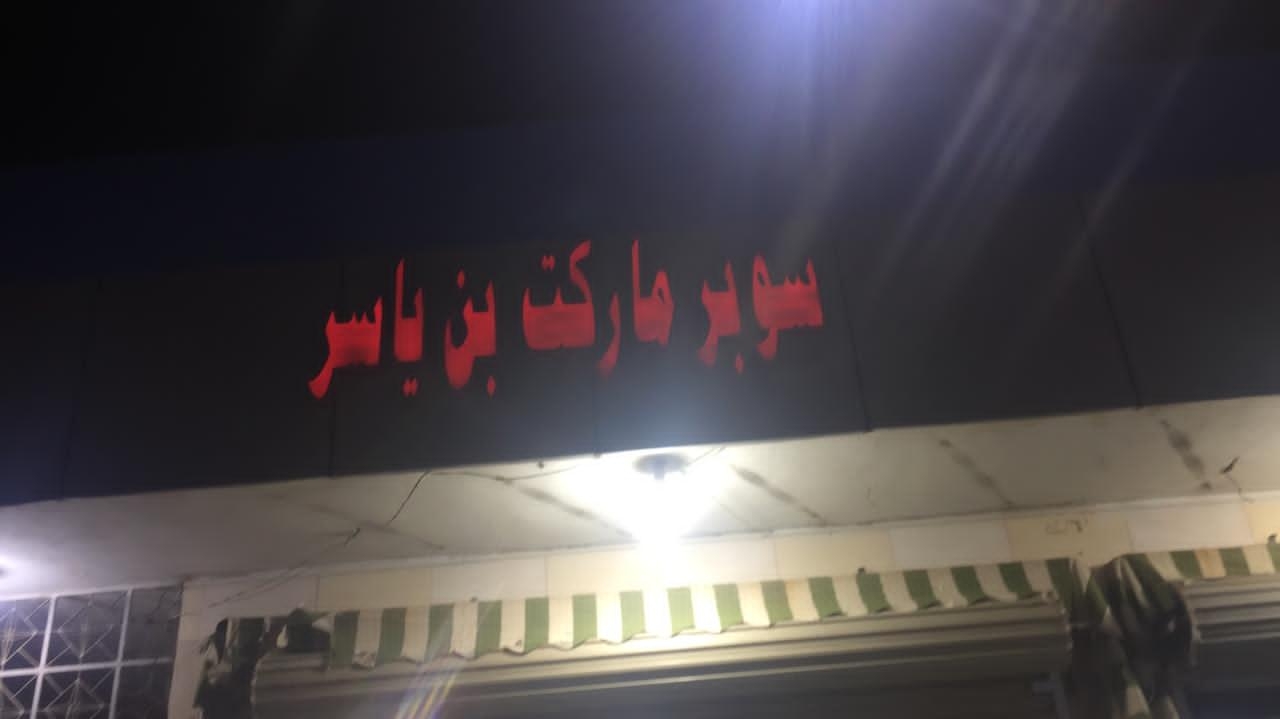 سوبر ماركت بن ياسر